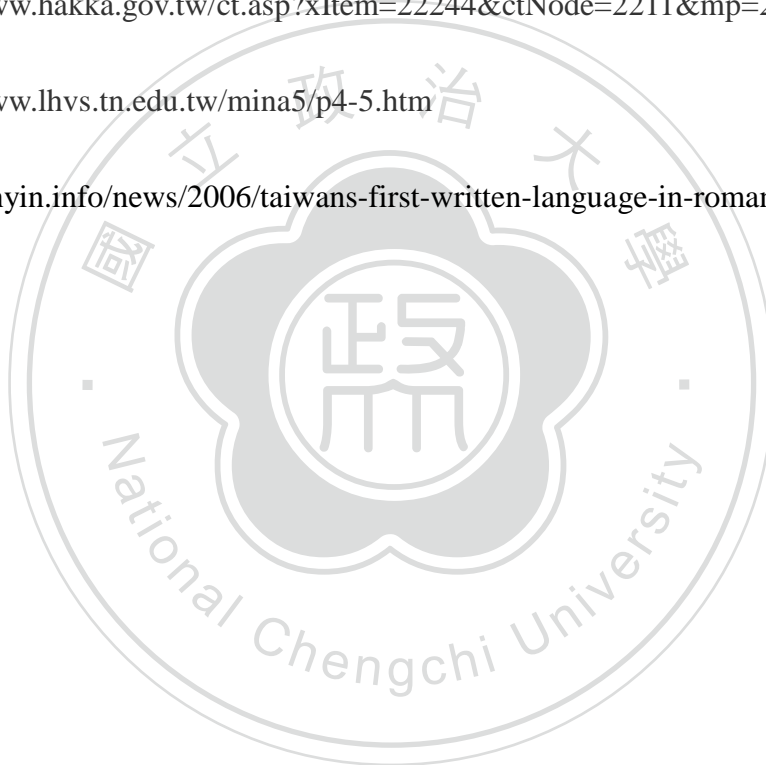 ww.hakka.gov.tw/ct.asp?xItem=22244&ctNode=2211&mp=2
ww.lhvs.tn.edu.tw/mina5/p4-5.htm
nyin.info/news/2006/taiwans-first-written-language-in-roman
國立政治大學
政
National Chengchi University